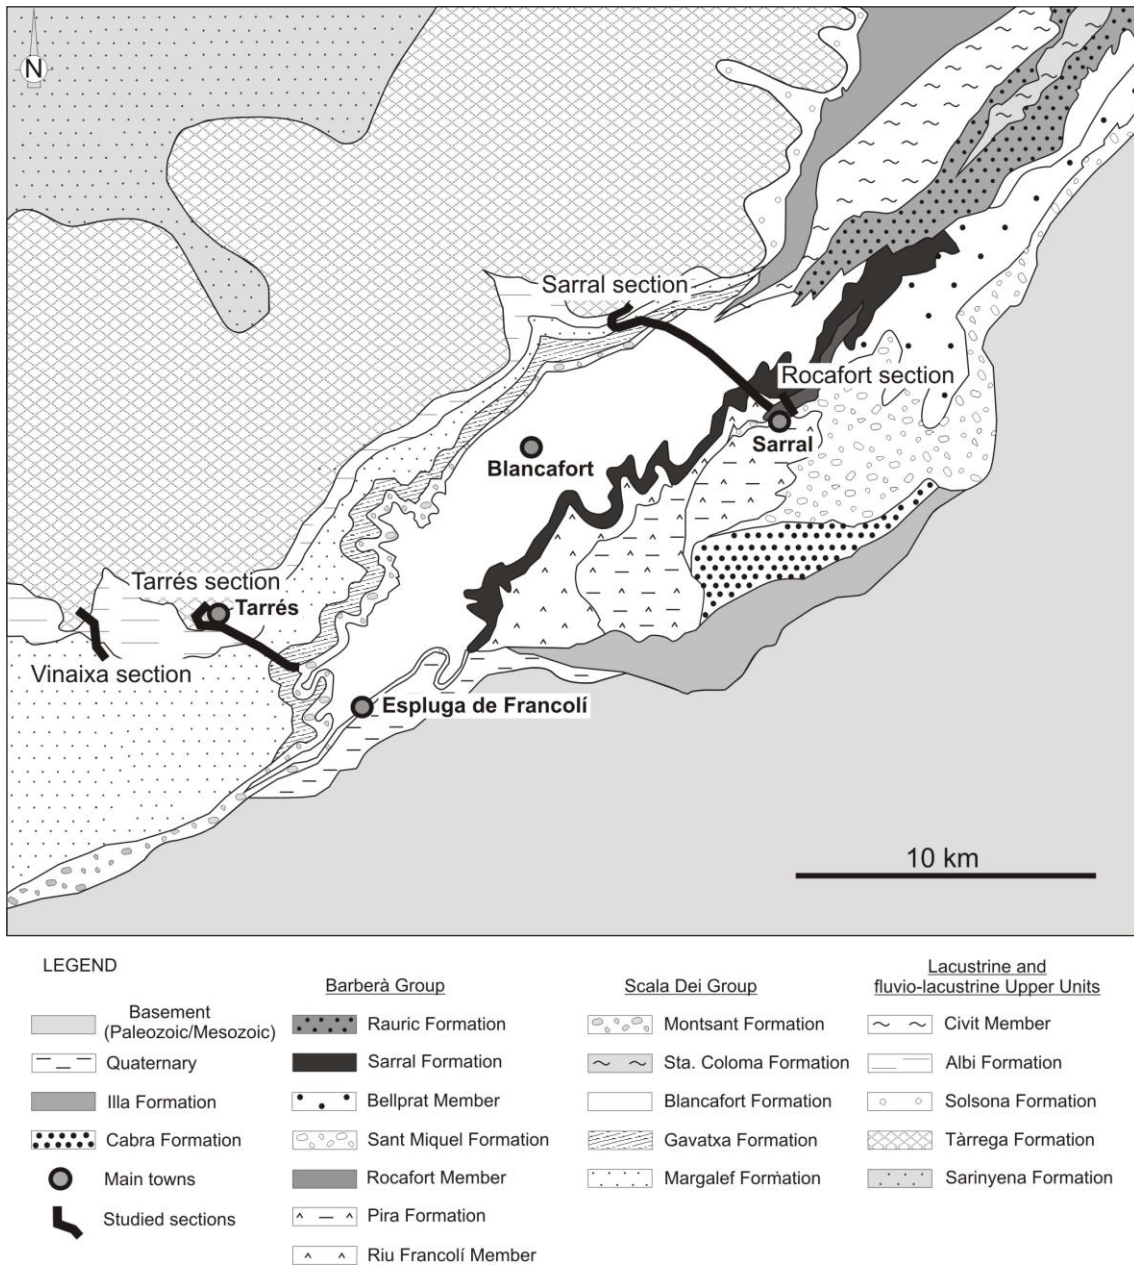 N
Sarral section
Rocafort section
Sarral
Blancafort
Tarrés section
Tarrés
Vinaixa section
Espluga de Francolí
10 km
LEGEND
Basement
(Paleozoic/Mesozoic)
Quaternary
Illa Formation
Cabra Formation
Main towns
Studied sections
Barberà Group
Rauric Formation
Sarral Formation
Bellprat Member
Sant Miquel Formation
Rocafort Member
Pira Formation
Riu Francolí Member
Scala Dei Group
Montsant Formation
Sta. Coloma Formation
Blancafort Formation
Gavatxa Formation
Margalef Formation
Lacustrine and
fluvio-lacustrine Upper Units
Civit Member
Albi Formation
Solsona Formation
Tàrrega Formation
Sarinyena Formation